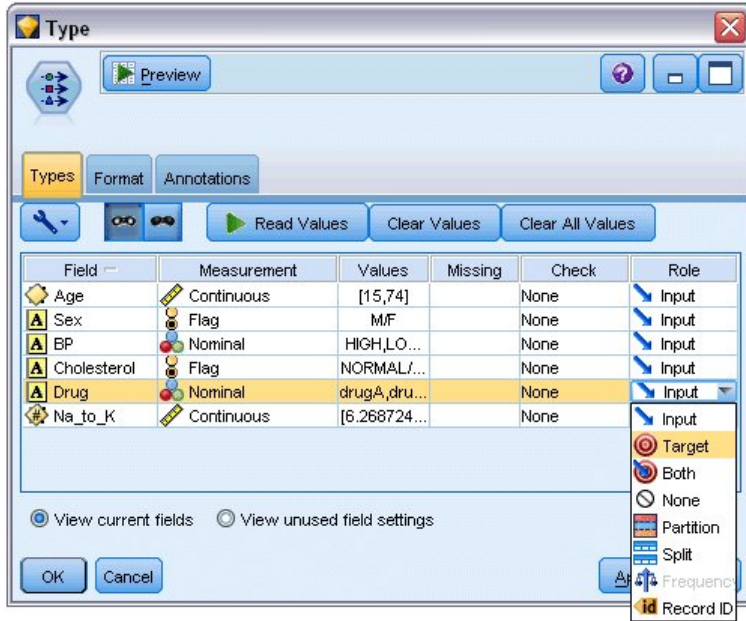 Type
Preview
Types Format Annotations
Read Values Clear Values Clear All Values
Field Measurement Values Missing Check Role
Age Continuous [15,74] None Input
A Sex Flag M/F None Input
A BP Nominal HIGH,LO... None Input
A Cholesterol Flag NORMAL/... None Input
A Drug Nominal drugA,dru... None Input
# Na_to_K Continuous [6.268724... None
Input
Target
Both
None
Partition
Split
Frequency
id Record ID
View current fields View unused field settings
OK Cancel